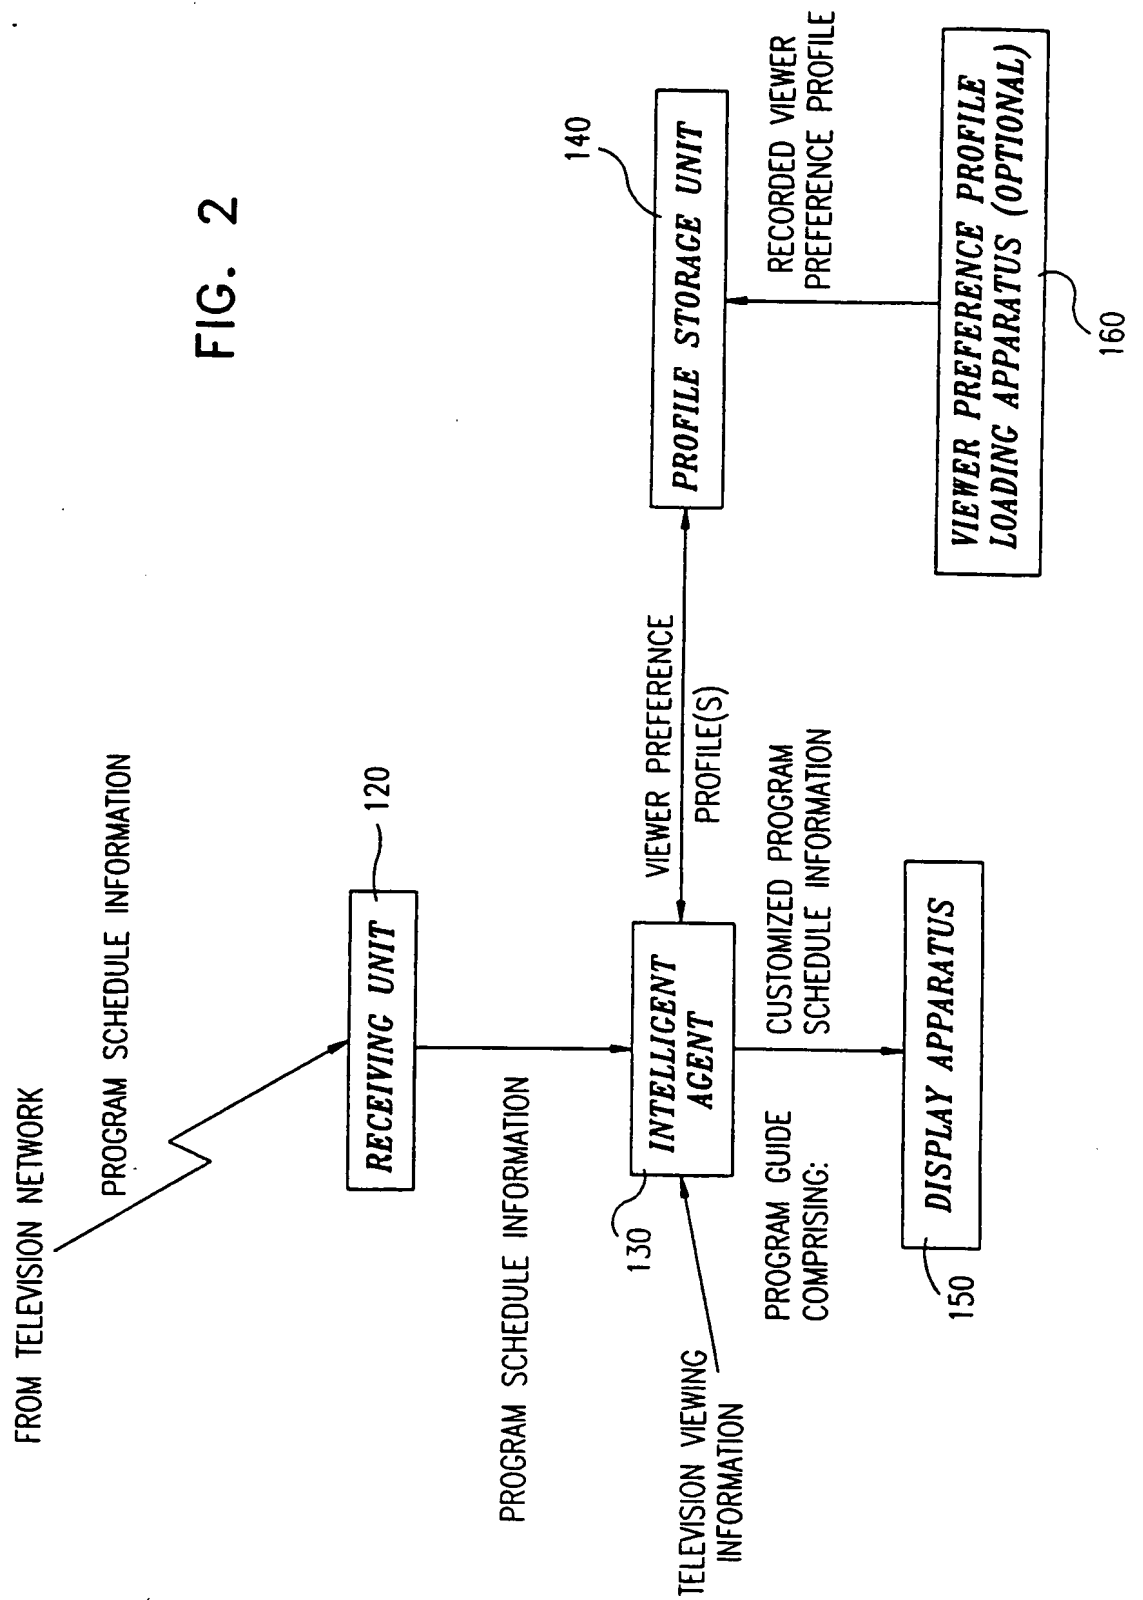 FIG. 2
FROM TELEVISION NETWORK
PROGRAM SCHEDULE INFORMATION
RECEIVING UNIT
120
PROGRAM SCHEDULE INFORMATION
TELEVISION VIEWING
INFORMATION
130
INTELLIGENT
AGENT
VIEWER PREFERENCE
PROFILE(S)
140
PROFILE STORAGE UNIT
PROGRAM GUIDE
COMPRISING:
CUSTOMIZED PROGRAM
SCHEDULE INFORMATION
RECORDED VIEWER
PREFERENCE PROFILE
150
DISPLAY APPARATUS
VIEWER PREFERENCE PROFILE
LOADING APPARATUS (OPTIONAL)
160